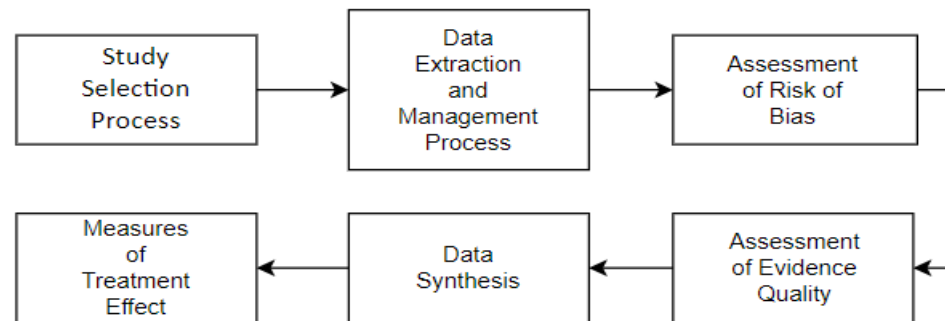 Study
Selection
Process
Data
Extraction
and
Management
Process
Assessment
of Risk of
Bias
Assessment
of Evidence
Quality
Data
Synthesis
Measures
of
Treatment
Effect